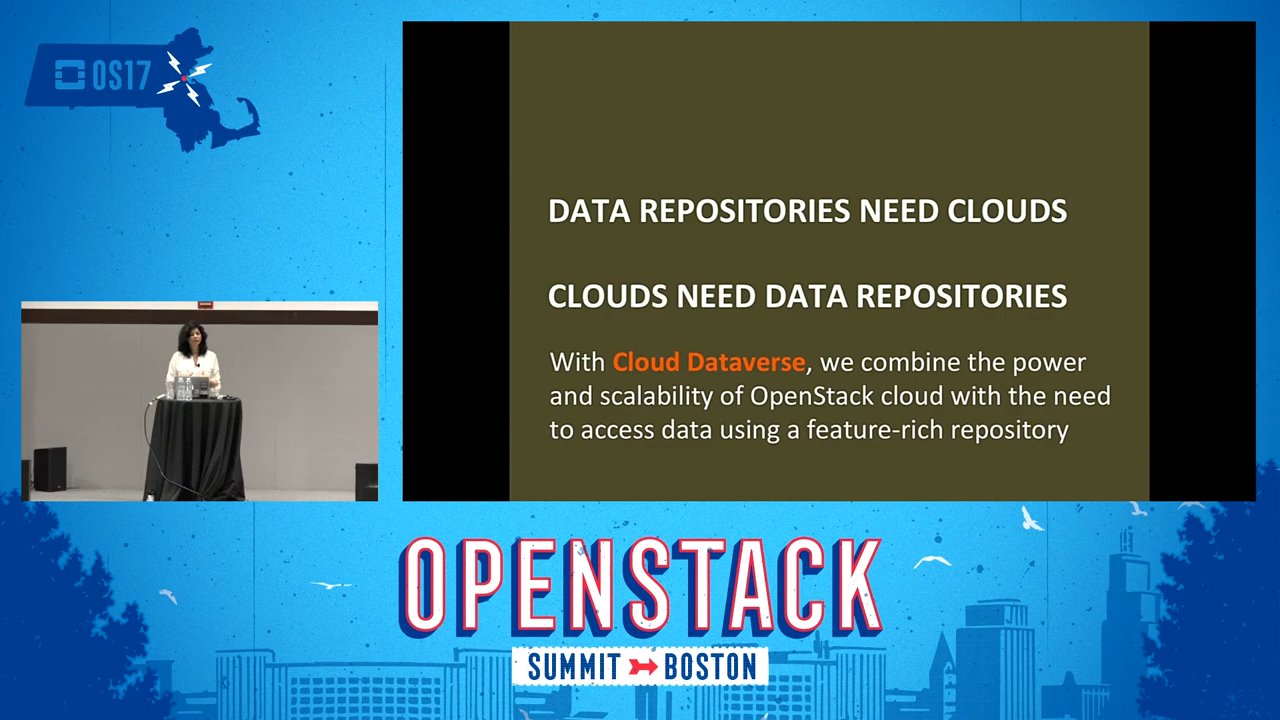 OS17
DATA REPOSITORIES NEED CLOUDS
CLOUDS NEED DATA REPOSITORIES
With Cloud Dataverse, we combine the power
and scalability of OpenStack cloud with the need
to access data using a feature-rich repository
OPENSTACK
SUMMIT BOSTON